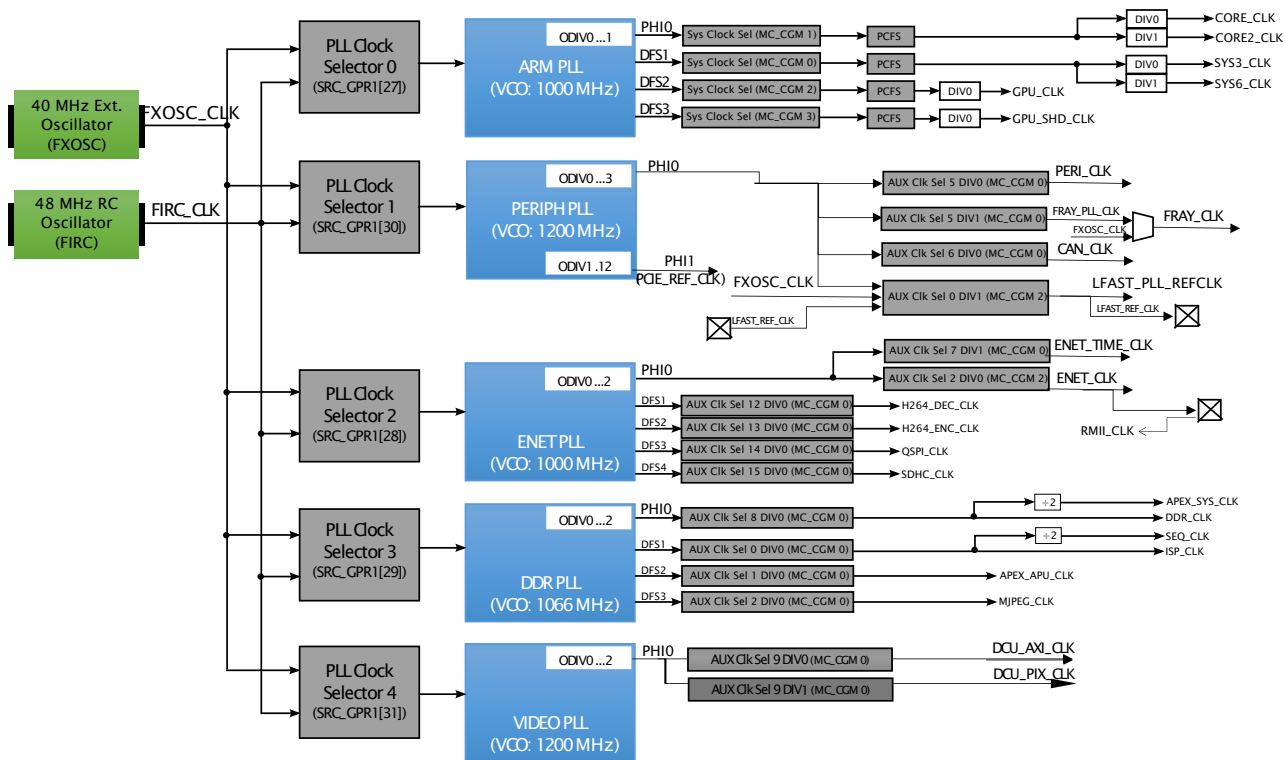 40 MHz Ext.
Oscillator
(FXOSC)
FXOSC_CLK
48 MHz RC
Oscillator
(FIRC)
FIRC_CLK
PLL Clock
Selector 0
(SRC_GPR1[27])
ODIV0...1
ARM PLL
(VCO: 1000 MHz)
PHI0
Sys Clock Sel (MC_CGM 1)
PCFS
DIV0
CORE_CLK
DIV1
CORE2_CLK
DFS1
Sys Clock Sel (MC_CGM 0)
PCFS
DIV0
SYS3_CLK
DIV1
SYS6_CLK
DFS2
Sys Clock Sel (MC_CGM 2)
PCFS
DIV0
GPU_CLK
DFS3
Sys Clock Sel (MC_CGM 3)
PCFS
DIV0
GPU_SHD_CLK
PLL Clock
Selector 1
(SRC_GPR1[30])
ODIV0...3
PERIPH PLL
(VCO: 1200 MHz)
ODIV1.12
PHI0
PHI1
(PCIE_REF_CLK)
AUX Clk Sel 5 DIV0 (MC_CGM 0)
PERI_CLK
AUX Clk Sel 5 DIV1 (MC_CGM 0)
FRAY_PLL_CLK
FXOSC_CLK
FRAY_CLK
AUX Clk Sel 6 DIV0 (MC_CGM 0)
CAN_CLK
FXOSC_CLK
LFAST_REF_CLK
AUX Clk Sel 0 DIV1 (MC_CGM 2)
LFAST_PLL_REFCLK
LFAST_REF_CLK
PLL Clock
Selector 2
(SRC_GPR1[28])
ODIV0...2
ENET PLL
(VCO: 1000 MHz)
PHI0
AUX Clk Sel 7 DIV1 (MC_CGM 0)
ENET_TIME_CLK
AUX Clk Sel 2 DIV0 (MC_CGM 2)
ENET_CLK
RMII_CLK
DFS1
AUX Clk Sel 12 DIV0 (MC_CGM 0)
H264_DEC_CLK
DFS2
AUX Clk Sel 13 DIV0 (MC_CGM 0)
H264_ENC_CLK
DFS3
AUX Clk Sel 14 DIV0 (MC_CGM 0)
QSPI_CLK
DFS4
AUX Clk Sel 15 DIV0 (MC_CGM 0)
SDHC_CLK
PLL Clock
Selector 3
(SRC_GPR1[29])
ODIV0...2
DDR PLL
(VCO: 1066 MHz)
PHI0
AUX Clk Sel 8 DIV0 (MC_CGM 0)
÷2
APEX_SYS_CLK
DDR_CLK
DFS1
AUX Clk Sel 0 DIV0 (MC_CGM 0)
÷2
SEQ_CLK
ISP_CLK
DFS2
AUX Clk Sel 1 DIV0 (MC_CGM 0)
APEX_APU_CLK
DFS3
AUX Clk Sel 2 DIV0 (MC_CGM 0)
MJPEG_CLK
PLL Clock
Selector 4
(SRC_GPR1[31])
ODIV0...2
VIDEO PLL
(VCO: 1200 MHz)
PHI0
AUX Clk Sel 9 DIV0 (MC_CGM 0)
DCU_AXI_CLK
AUX Clk Sel 9 DIV1 (MC_CGM 0)
DCU_PIX_CLK